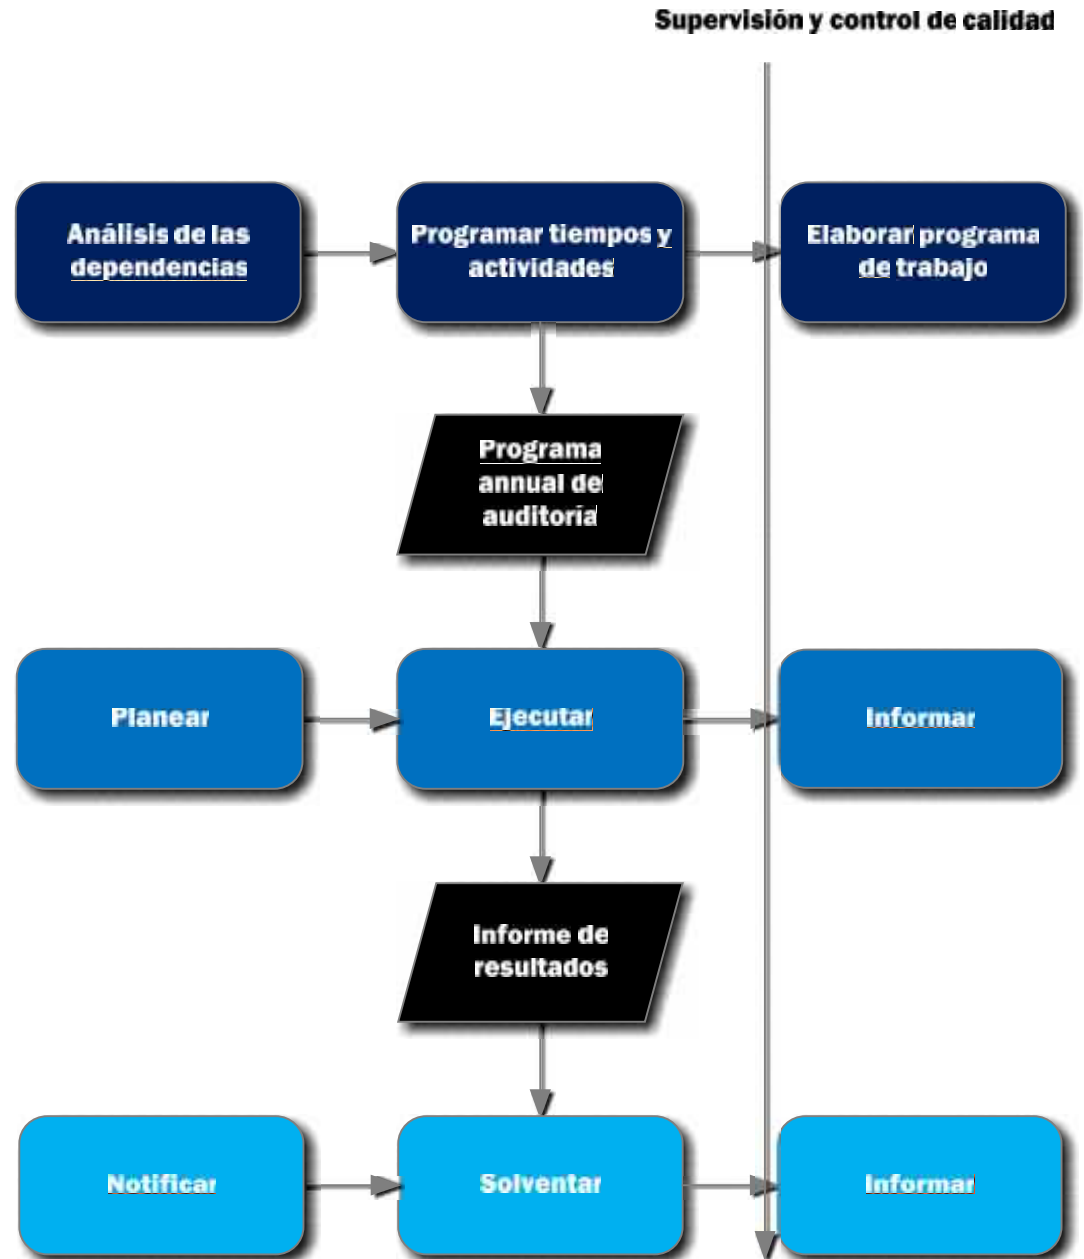 Supervisión y control de calidad
Análisis de las
dependencias
Programar tiempos y
actividades
Elaborar programa
de trabajo
Programa
annual de
auditoría
Planear
Ejecutar
Informar
Informe de
resultados
Notificar
Solventar
Informar